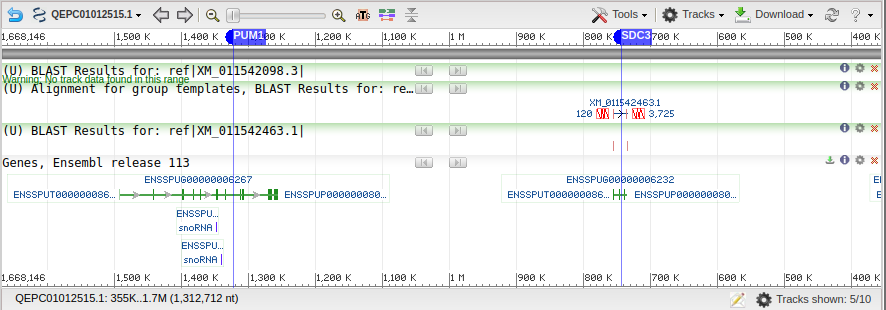 QEPC01012515.1
Tools
Tracks
Download
?
1,668,146 1,500 K 1,400 K PUM1 1,200 K 1,100 K 1 M 900 K 800 K SDC3 600 K 500 K 400 K
(U) BLAST Results for: ref|XM_011542098.3|
Warning: No track data found in this range
(U) Alignment for group templates, BLAST Results for: re...
XM_011542463.1
120 3,725
(U) BLAST Results for: ref|XM_011542463.1|
Genes, Ensembl release 113
ENSSPUG00000006267 ENSSPUG00000006232
ENSSPUT000000086... ENSSPUP000000080... ENSSPUT000000086... ENSSPUP000000080... EN
ENSSPU...
snoRNA
ENSSPU...
snoRNA
1,668,146 1,500 K 1,400 K 1,300 K 1,200 K 1,100 K 1 M 900 K 800 K 700 K 600 K 500 K 400 K
QEPC01012515.1: 355K..1.7M (1,312,712 nt)
Tracks shown: 5/10